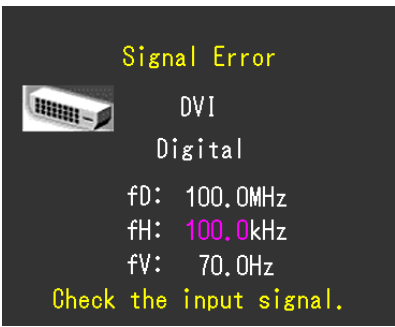 Signal Error
DVI
Digital
fD: 100.0MHz
fH: 100.0kHz
fV: 70.0Hz
Check the input signal.